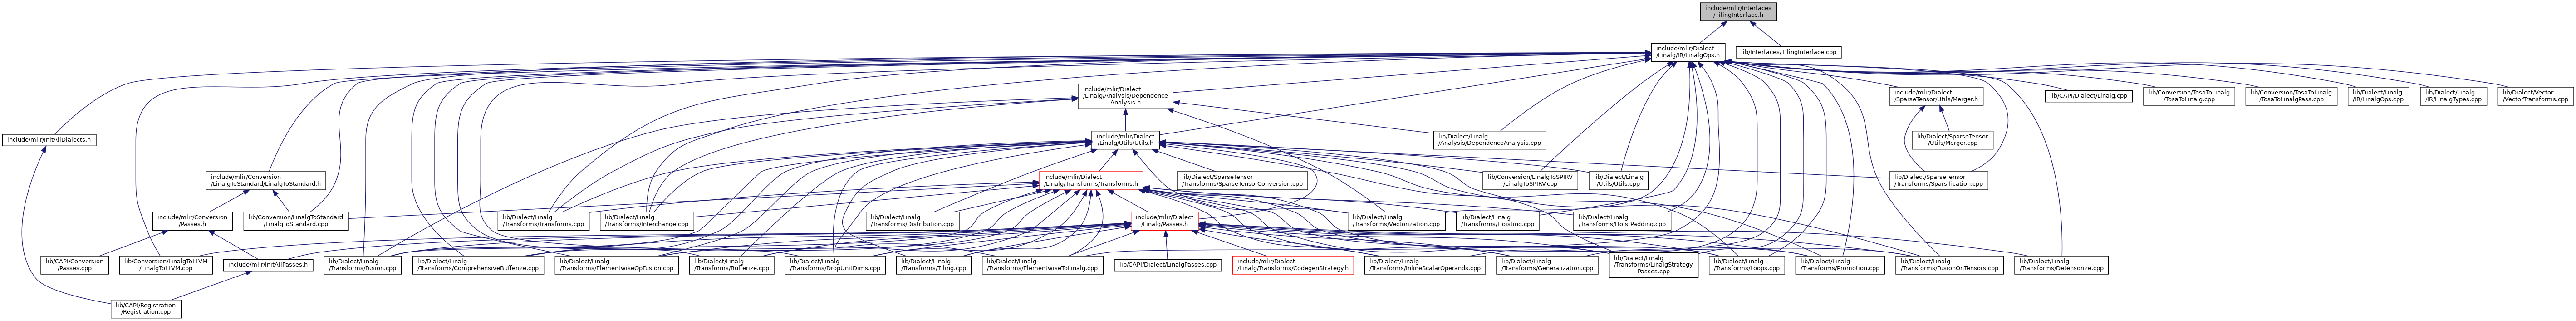 include/mlir/Interfaces
/TilingInterface.h
include/mlir/Dialect
/Linalg/IR/LinalgOps.h
lib/Interfaces/TilingInterface.cpp
include/mlir/Dialect
/Linalg/Analysis/Dependence
Analysis.h
include/mlir/Dialect
/SparseTensor/Utils/Merger.h
lib/CAPI/Dialect/Linalg.cpp
lib/Conversion/TosaToLinalg
/TosaToLinalg.cpp
lib/Conversion/TosaToLinalg
/TosaToLinalgPass.cpp
lib/Dialect/Linalg
/IR/LinalgOps.cpp
lib/Dialect/Linalg
/IR/LinalgTypes.cpp
lib/Dialect/Vector
/VectorTransforms.cpp
include/mlir/InitAllDialects.h
include/mlir/Dialect
/Linalg/Utils/Utils.h
lib/Dialect/Linalg
/Analysis/DependenceAnalysis.cpp
lib/Dialect/SparseTensor
/Utils/Merger.cpp
include/mlir/Conversion
/LinalgToStandard/LinalgToStandard.h
include/mlir/Dialect
/Linalg/Transforms/Transforms.h
lib/Dialect/SparseTensor
/Transforms/SparseTensorConversion.cpp
lib/Conversion/LinalgToSPIRV
/LinalgToSPIRV.cpp
lib/Dialect/Linalg
/Utils/Utils.cpp
lib/Dialect/SparseTensor
/Transforms/Sparsification.cpp
include/mlir/Conversion
/Passes.h
lib/Conversion/LinalgToStandard
/LinalgToStandard.cpp
lib/Dialect/Linalg
/Transforms/Transforms.cpp
lib/Dialect/Linalg
/Transforms/Interchange.cpp
lib/Dialect/Linalg
/Transforms/Distribution.cpp
include/mlir/Dialect
/Linalg/Passes.h
lib/Dialect/Linalg
/Transforms/Vectorization.cpp
lib/Dialect/Linalg
/Transforms/Hoisting.cpp
lib/Dialect/Linalg
/Transforms/HoistPadding.cpp
lib/CAPI/Conversion
/Passes.cpp
lib/Conversion/LinalgToLLVM
/LinalgToLLVM.cpp
include/mlir/InitAllPasses.h
lib/Dialect/Linalg
/Transforms/Fusion.cpp
lib/Dialect/Linalg
/Transforms/ComprehensiveBufferize.cpp
lib/Dialect/Linalg
/Transforms/ElementwiseOpFusion.cpp
lib/Dialect/Linalg
/Transforms/Bufferize.cpp
lib/Dialect/Linalg
/Transforms/DropUnitDims.cpp
lib/Dialect/Linalg
/Transforms/Tiling.cpp
lib/Dialect/Linalg
/Transforms/ElementwiseToLinalg.cpp
lib/CAPI/Dialect/LinalgPasses.cpp
include/mlir/Dialect
/Linalg/Transforms/CodegenStrategy.h
lib/Dialect/Linalg
/Transforms/InlineScalarOperands.cpp
lib/Dialect/Linalg
/Transforms/Generalization.cpp
lib/Dialect/Linalg
/Transforms/LinalgStrategy
Passes.cpp
lib/Dialect/Linalg
/Transforms/Loops.cpp
lib/Dialect/Linalg
/Transforms/Promotion.cpp
lib/Dialect/Linalg
/Transforms/FusionOnTensors.cpp
lib/Dialect/Linalg
/Transforms/Detensorize.cpp
lib/CAPI/Registration
/Registration.cpp